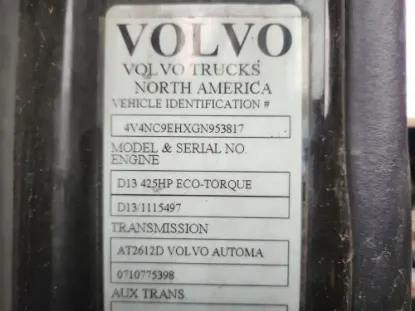 VOLVO
VOLVO TRUCKS
NORTH AMERICA
VEHICLE IDENTIFICATION #
4V4NC9EHXGN953817
MODEL & SERIAL NO.
ENGINE
D13 425HP ECO-TORQUE
D13/1115497
TRANSMISSION
AT2612D VOLVO AUTOMA
0710775398
AUX TRANS.